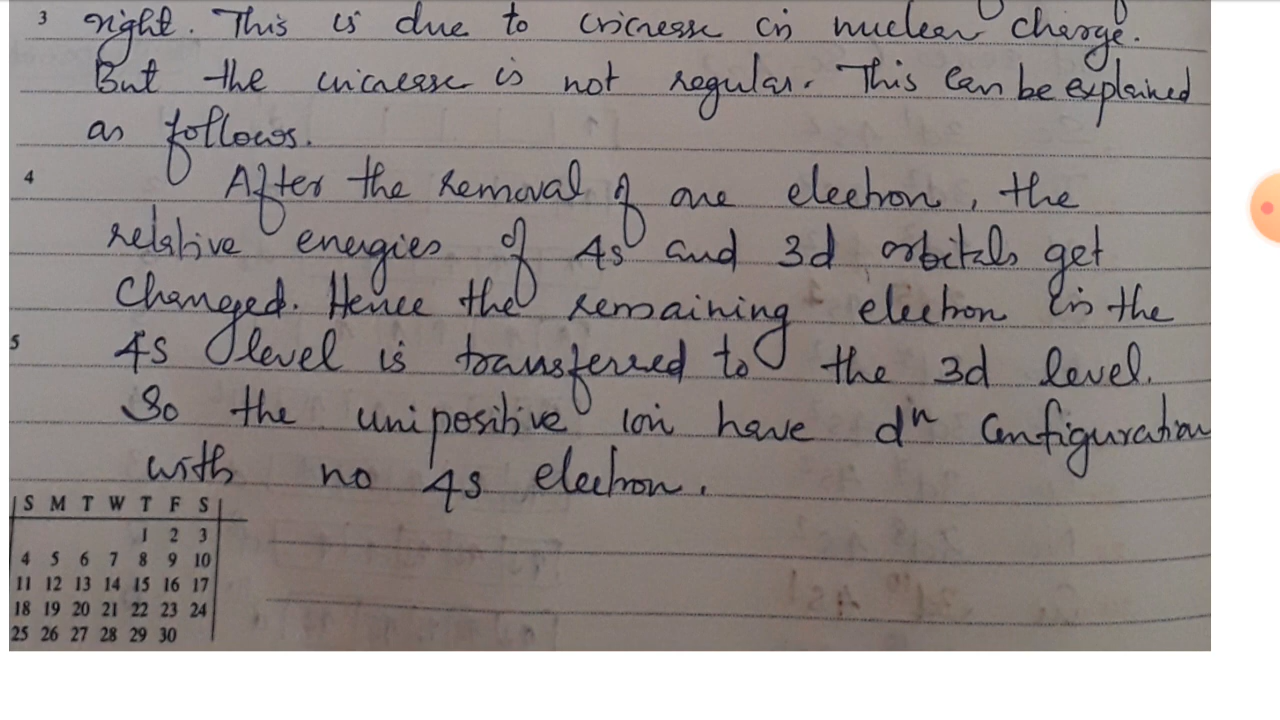 3 right. This is due to increase in nuclear charge.
But the increase is not regular. This can be explained
as follows.
4 After the removal of one electron, the
relative energies of 4s and 3d orbitals get
changed. Hence the remaining electron in the
5 4s level is transferred to the 3d level.
So the unipositive ion have dⁿ configuration
with no 4s electron.
S M T W T F S
1 2 3
4 5 6 7 8 9 10
11 12 13 14 15 16 17
18 19 20 21 22 23 24
25 26 27 28 29 30